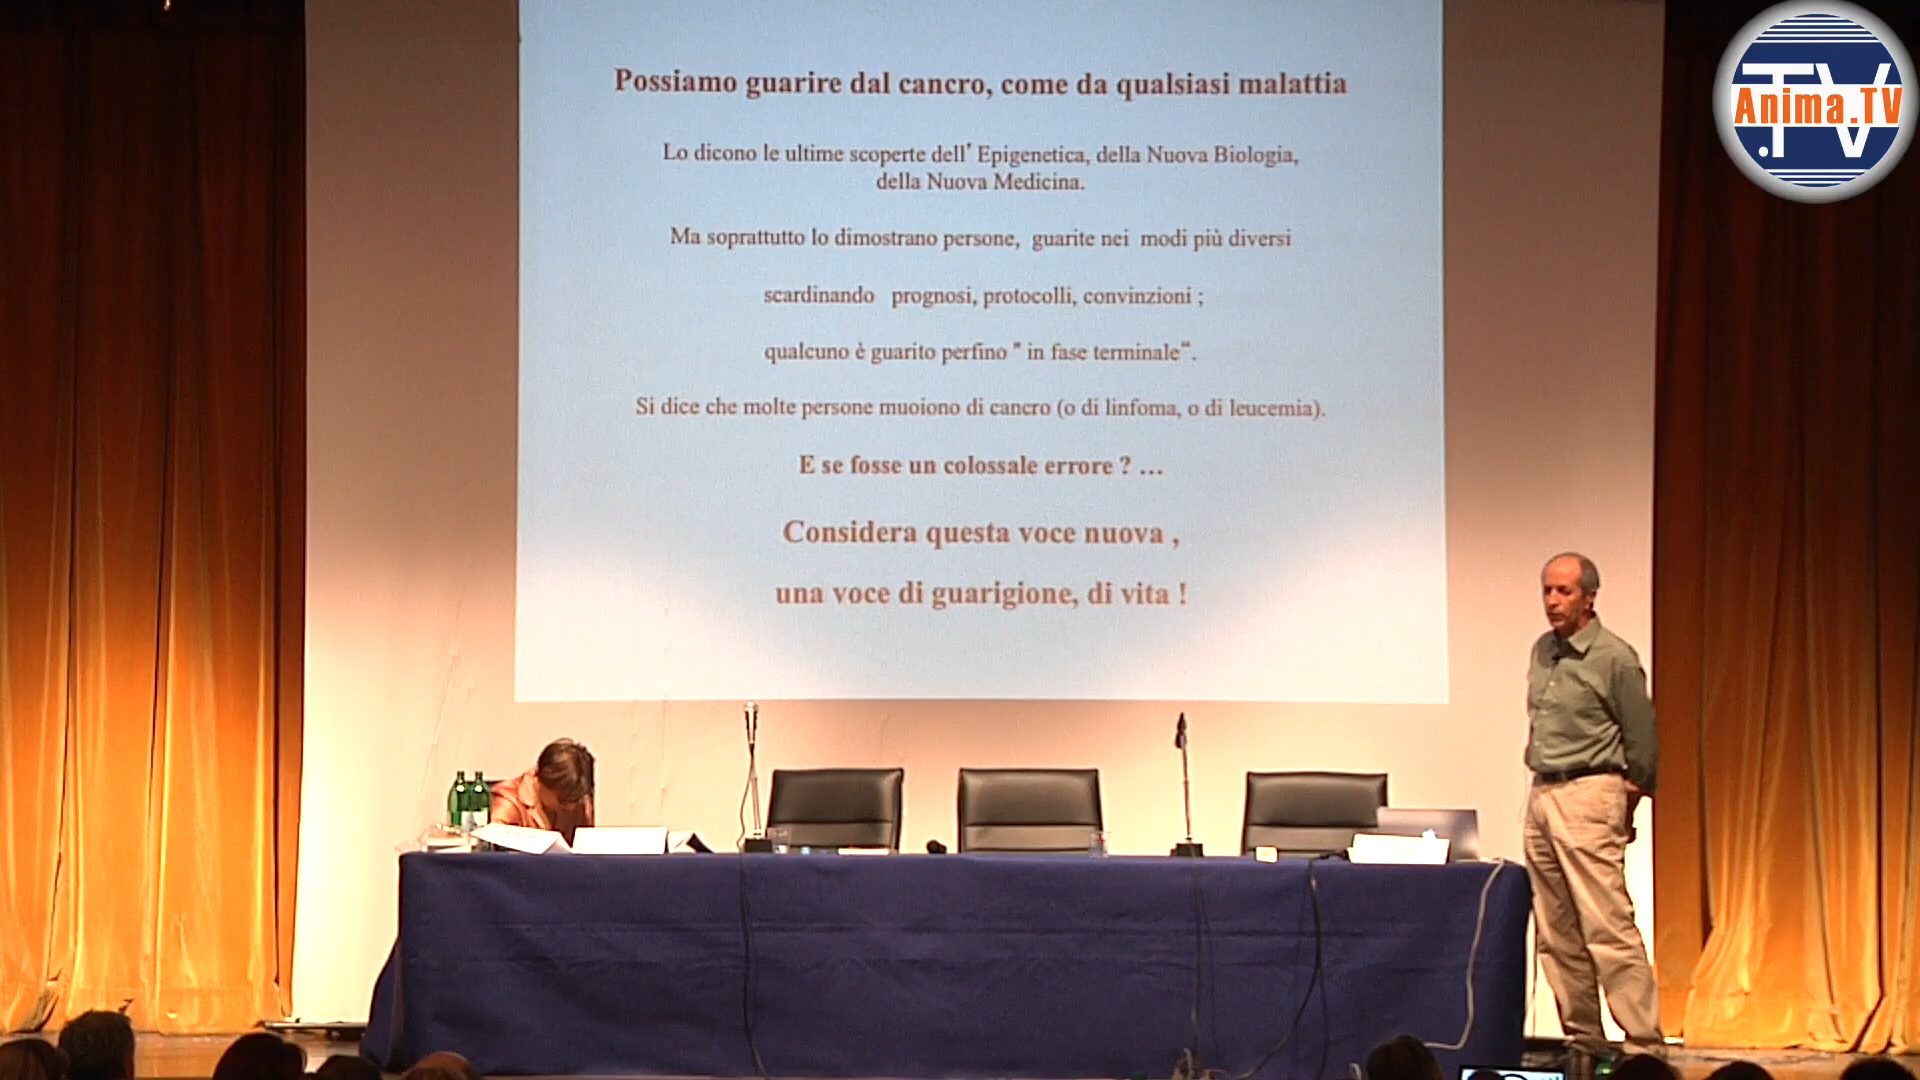 Possiamo guarire dal cancro, come da qualsiasi malattia
Lo dicono le ultime scoperte dell' Epigenetica, della Nuova Biologia,
della Nuova Medicina.
Ma soprattutto lo dimostrano persone, guarite nei modi più diversi
scardinando prognosi, protocolli, convinzioni ;
qualcuno è guarito perfino " in fase terminale“.
Si dice che molte persone muoiono di cancro (o di linfoma, o di leucemia).
E se fosse un colossale errore ? ...
Considera questa voce nuova ,
una voce di guarigione, di vita !
TV
Anima.TV
.TV